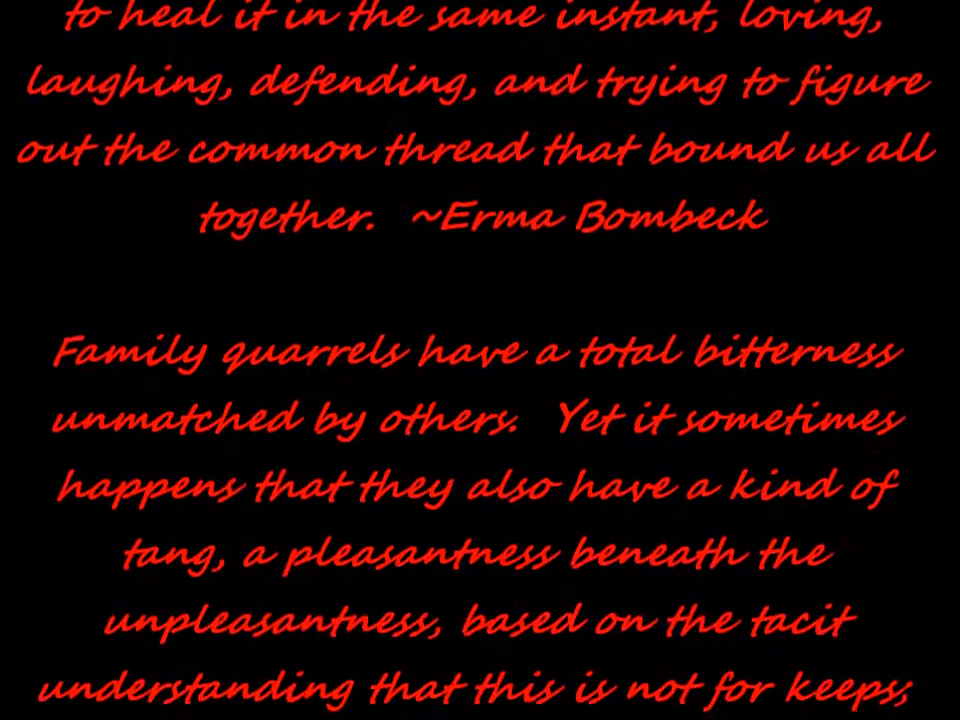 to heal it in the same instant, loving,
laughing, defending, and trying to figure
out the common thread that bound us all
together.  ~Erma Bombeck
Family quarrels have a total bitterness
unmatched by others.  Yet it sometimes
happens that they also have a kind of
tang, a pleasantness beneath the
unpleasantness, based on the tacit
understanding that this is not for keeps;